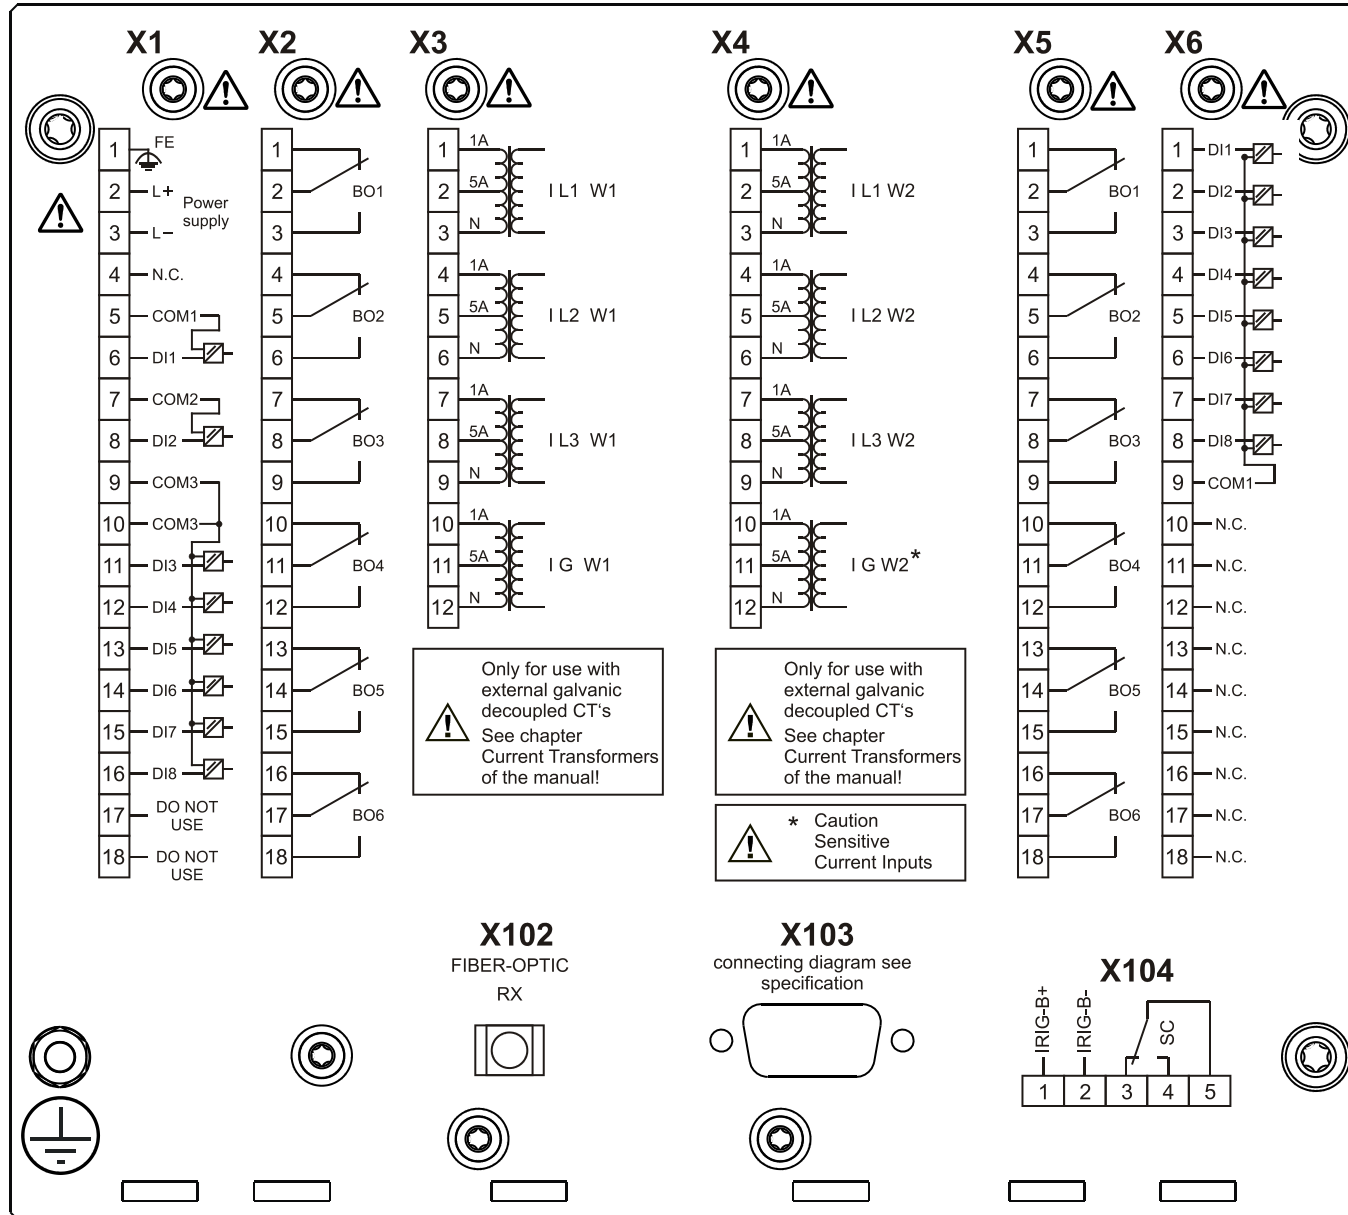 X1
1 FE
2 L+
Power
supply
3 L−
4 N.C.
5 COM1
6 DI1
7 COM2
8 DI2
9 COM3
10 COM3
11 DI3
12 DI4
13 DI5
14 DI6
15 DI7
16 DI8
17 DO NOT
USE
18 DO NOT
USE
X2
1
2 BO1
3
4
5 BO2
6
7
8 BO3
9
10
11 BO4
12
13
14 BO5
15
16
17 BO6
18
X3
1 1A
2 5A I L1 W1
3 N
4 1A
5 5A I L2 W1
6 N
7 1A
8 5A I L3 W1
9 N
10 1A
11 5A I G W1
12 N
Only for use with
external galvanic
decoupled CT‘s
See chapter
Current Transformers
of the manual!
X4
1 1A
2 5A I L1 W2
3 N
4 1A
5 5A I L2 W2
6 N
7 1A
8 5A I L3 W2
9 N
10 1A
11 5A I G W2*
12 N
Only for use with
external galvanic
decoupled CT‘s
See chapter
Current Transformers
of the manual!
* Caution
Sensitive
Current Inputs
X5
1
2 BO1
3
4
5 BO2
6
7
8 BO3
9
10
11 BO4
12
13
14 BO5
15
16
17 BO6
18
X6
1 DI1
2 DI2
3 DI3
4 DI4
5 DI5
6 DI6
7 DI7
8 DI8
9 COM1
10 N.C.
11 N.C.
12 N.C.
13 N.C.
14 N.C.
15 N.C.
16 N.C.
17 N.C.
18 N.C.
X102
FIBER-OPTIC
RX
X103
connecting diagram see
specification
X104
IRIG-B+
IRIG-B-
SC
1 2 3 4 5